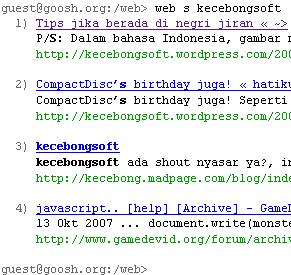 guest@goosh.org:/web> web s kecebongsoft
1) Tips jika berada di negri jiran « ~>
P/S: Dalam bahasa Indonesia, gambar
http://kecebongsoft.wordpress.com/200
2) CompactDisc's birthday juga! « hatiku
CompactDisc's birthday juga! Seperti
http://kecebongsoft.wordpress.com/200
3) kecebongsoft
kecebongsoft ada shout nyasar ya?,
http://kecebong.madpage.com/blog/inde
4) javascript.. [help] [Archive] - GameD
13 Okt 2007 ... document.write(monste
http://www.gamedevid.org/forum/archiv
guest@goosh.org:/web>